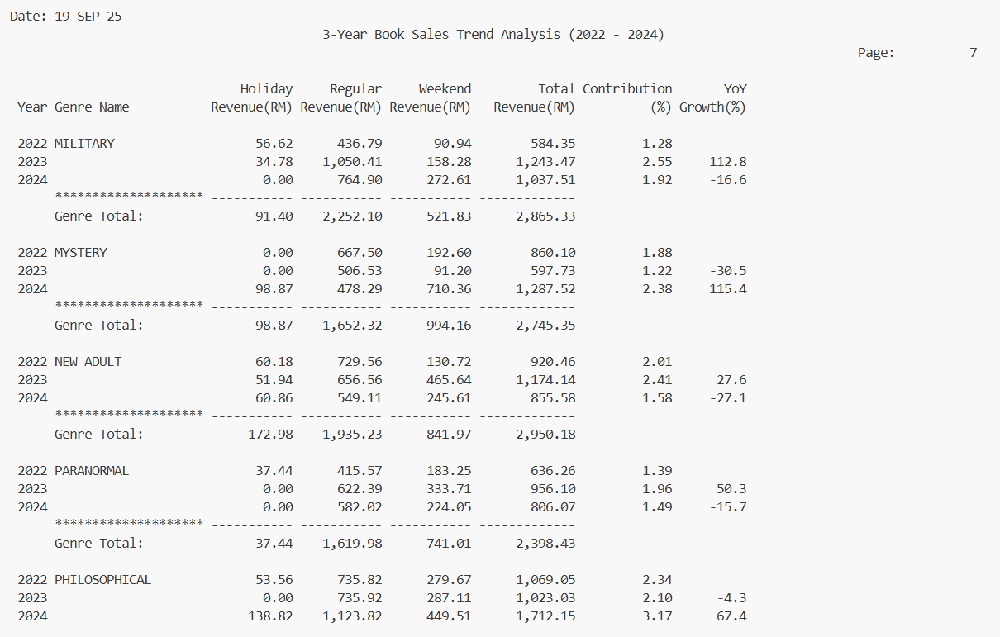 Date: 19-SEP-25
3-Year Book Sales Trend Analysis (2022 - 2024)
Page: 7
Holiday Regular Weekend Total Contribution YoY
Year Genre Name Revenue(RM) Revenue(RM) Revenue(RM) Revenue(RM) (%) Growth(%)
----- -------------------- ----------- ----------- ----------- ------------- ------------ ---------
2022 MILITARY 56.62 436.79 90.94 584.35 1.28
2023 34.78 1,050.41 158.28 1,243.47 2.55 112.8
2024 0.00 764.90 272.61 1,037.51 1.92 -16.6
******************** ----------- ----------- ----------- -------------
Genre Total: 91.40 2,252.10 521.83 2,865.33
2022 MYSTERY 0.00 667.50 192.60 860.10 1.88
2023 0.00 506.53 91.20 597.73 1.22 -30.5
2024 98.87 478.29 710.36 1,287.52 2.38 115.4
******************** ----------- ----------- ----------- -------------
Genre Total: 98.87 1,652.32 994.16 2,745.35
2022 NEW ADULT 60.18 729.56 130.72 920.46 2.01
2023 51.94 656.56 465.64 1,174.14 2.41 27.6
2024 60.86 549.11 245.61 855.58 1.58 -27.1
******************** ----------- ----------- ----------- -------------
Genre Total: 172.98 1,935.23 841.97 2,950.18
2022 PARANORMAL 37.44 415.57 183.25 636.26 1.39
2023 0.00 622.39 333.71 956.10 1.96 50.3
2024 0.00 582.02 224.05 806.07 1.49 -15.7
******************** ----------- ----------- ----------- -------------
Genre Total: 37.44 1,619.98 741.01 2,398.43
2022 PHILOSOPHICAL 53.56 735.82 279.67 1,069.05 2.34
2023 0.00 735.92 287.11 1,023.03 2.10 -4.3
2024 138.82 1,123.82 449.51 1,712.15 3.17 67.4